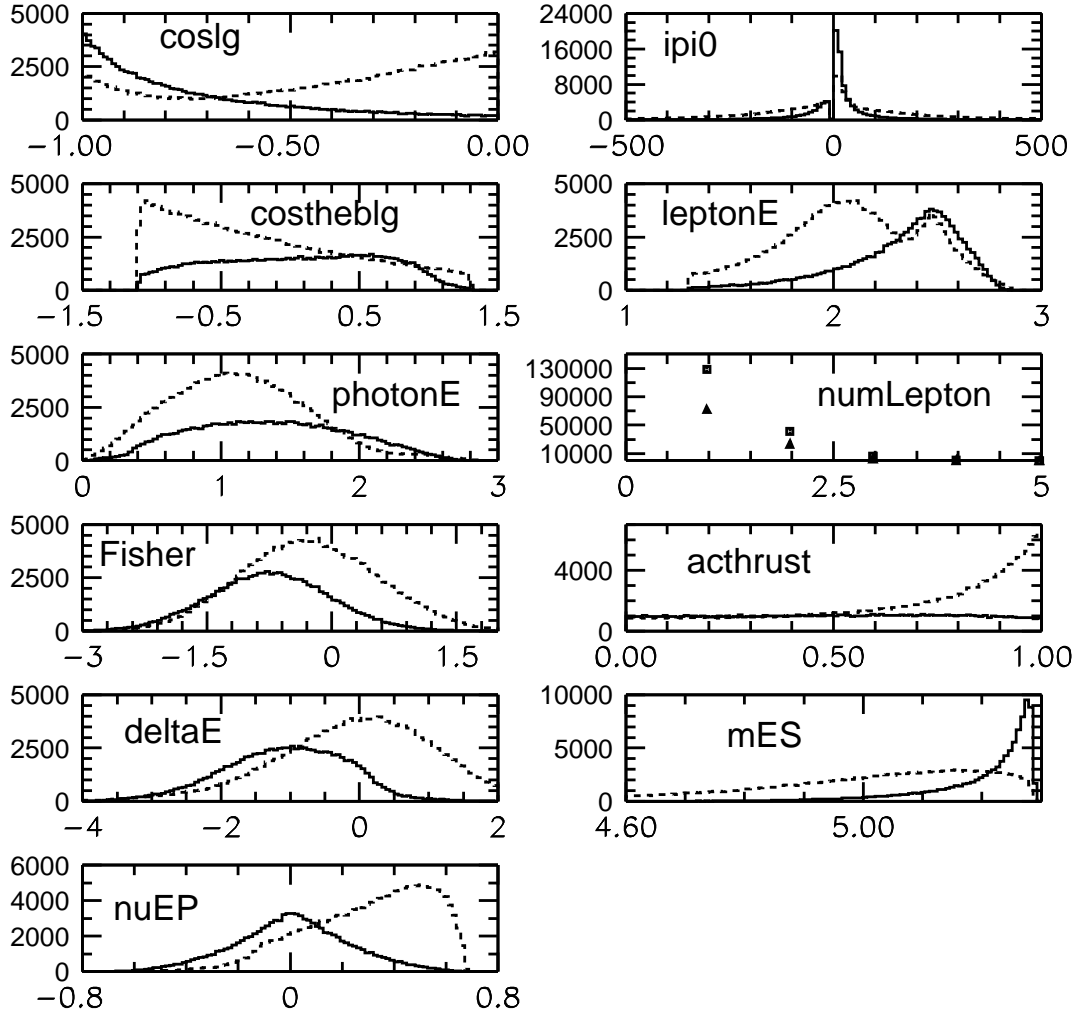 5000
2500
0
coslg
−1.00 −0.50 0.00
24000
16000
8000
0
ipi0
−500 0 500
5000
2500
0
costheblg
−1.5 −0.5 0.5 1.5
5000
2500
0
leptonE
1 2 3
5000
2500
0
photonE
0 1 2 3
130000
90000
50000
10000
numLepton
0 2.5 5
5000
2500
0
Fisher
−3 −1.5 0 1.5
4000
0
acthrust
0.00 0.50 1.00
5000
2500
0
deltaE
−4 −2 0 2
10000
5000
0
mES
4.60 5.00
6000
4000
2000
0
nuEP
−0.8 0 0.8